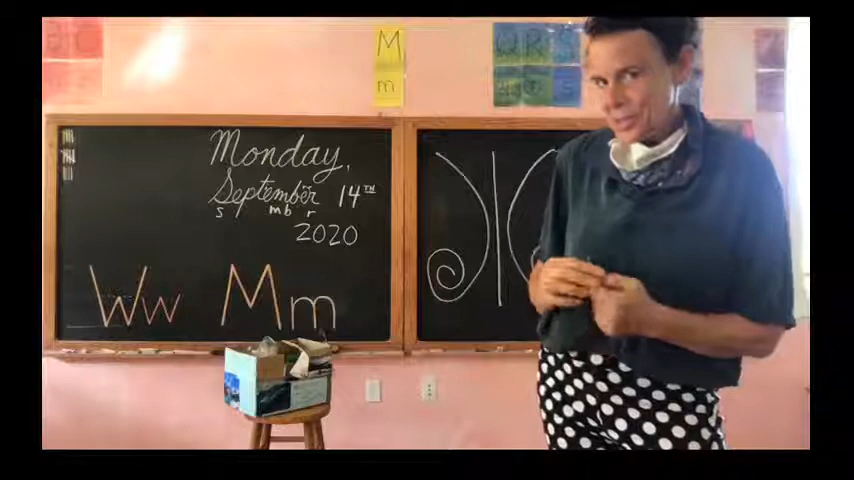 B C
M
m
Q R S
Monday,
September 14TH
s mb r
2020
Ww Mm